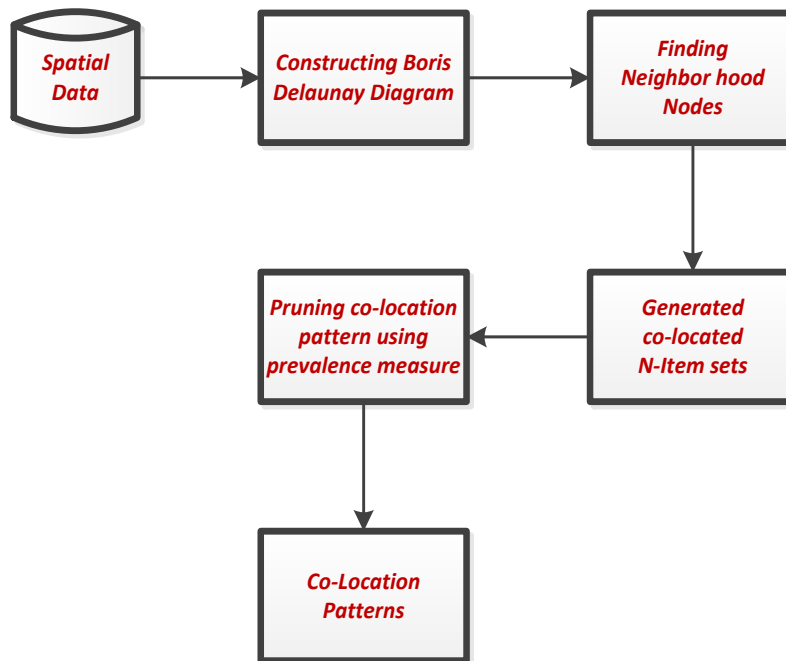 Spatial
Data
Constructing Boris
Delaunay Diagram
Finding
Neighbor hood
Nodes
Generated
co-located
N-Item sets
Pruning co-location
pattern using
prevalence measure
Co-Location
Patterns